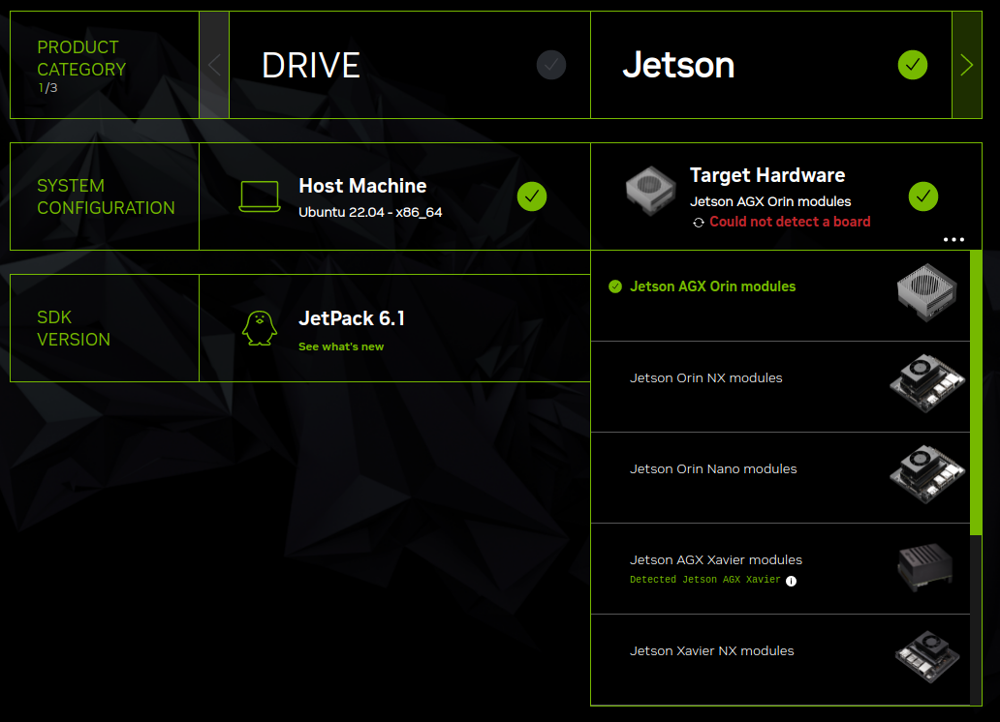 PRODUCT
CATEGORY
1/3
DRIVE
Jetson
SYSTEM
CONFIGURATION
Host Machine
Ubuntu 22.04 - x86_64
Target Hardware
Jetson AGX Orin modules
Could not detect a board
SDK
VERSION
JetPack 6.1
See what's new
Jetson AGX Orin modules
Jetson Orin NX modules
Jetson Orin Nano modules
Jetson AGX Xavier modules
Detected Jetson AGX Xavier
Jetson Xavier NX modules